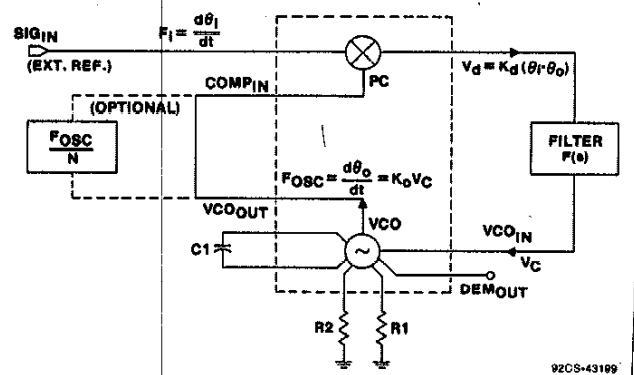 SIG_IN
F_I = dθ_I/dt
(EXT. REF.)
PC
V_d = K_d (θ_I-θ_O)
COMP_IN
(OPTIONAL)
F_OSC
N
FILTER
F(s)
F_OSC = dθ_O/dt = K_O V_C
VCO_OUT
VCO
VCO_IN
V_C
C1
~
DEM_OUT
R2
R1
92CS-43199